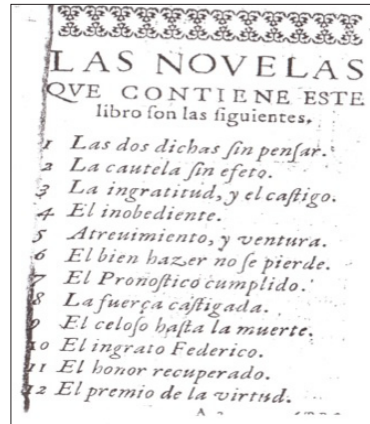 LAS NOVELAS
QVE CONTIENE ESTE
libro ſon las ſiguientes.
1 Las dos dichas ſin penſar.
2 La cautela ſin efeto.
3 La ingratitud, y el caſtigo.
4 El inobediente.
5 Atreuimiento, y ventura.
6 El bien hazer no ſe pierde.
7 El Pronoſtico cumplido.
8 La fuerça caſtigada.
9 El celoſo haſta la muerte.
10 El ingrato Federico.
11 El honor recuperado.
12 El premio de la virtud.